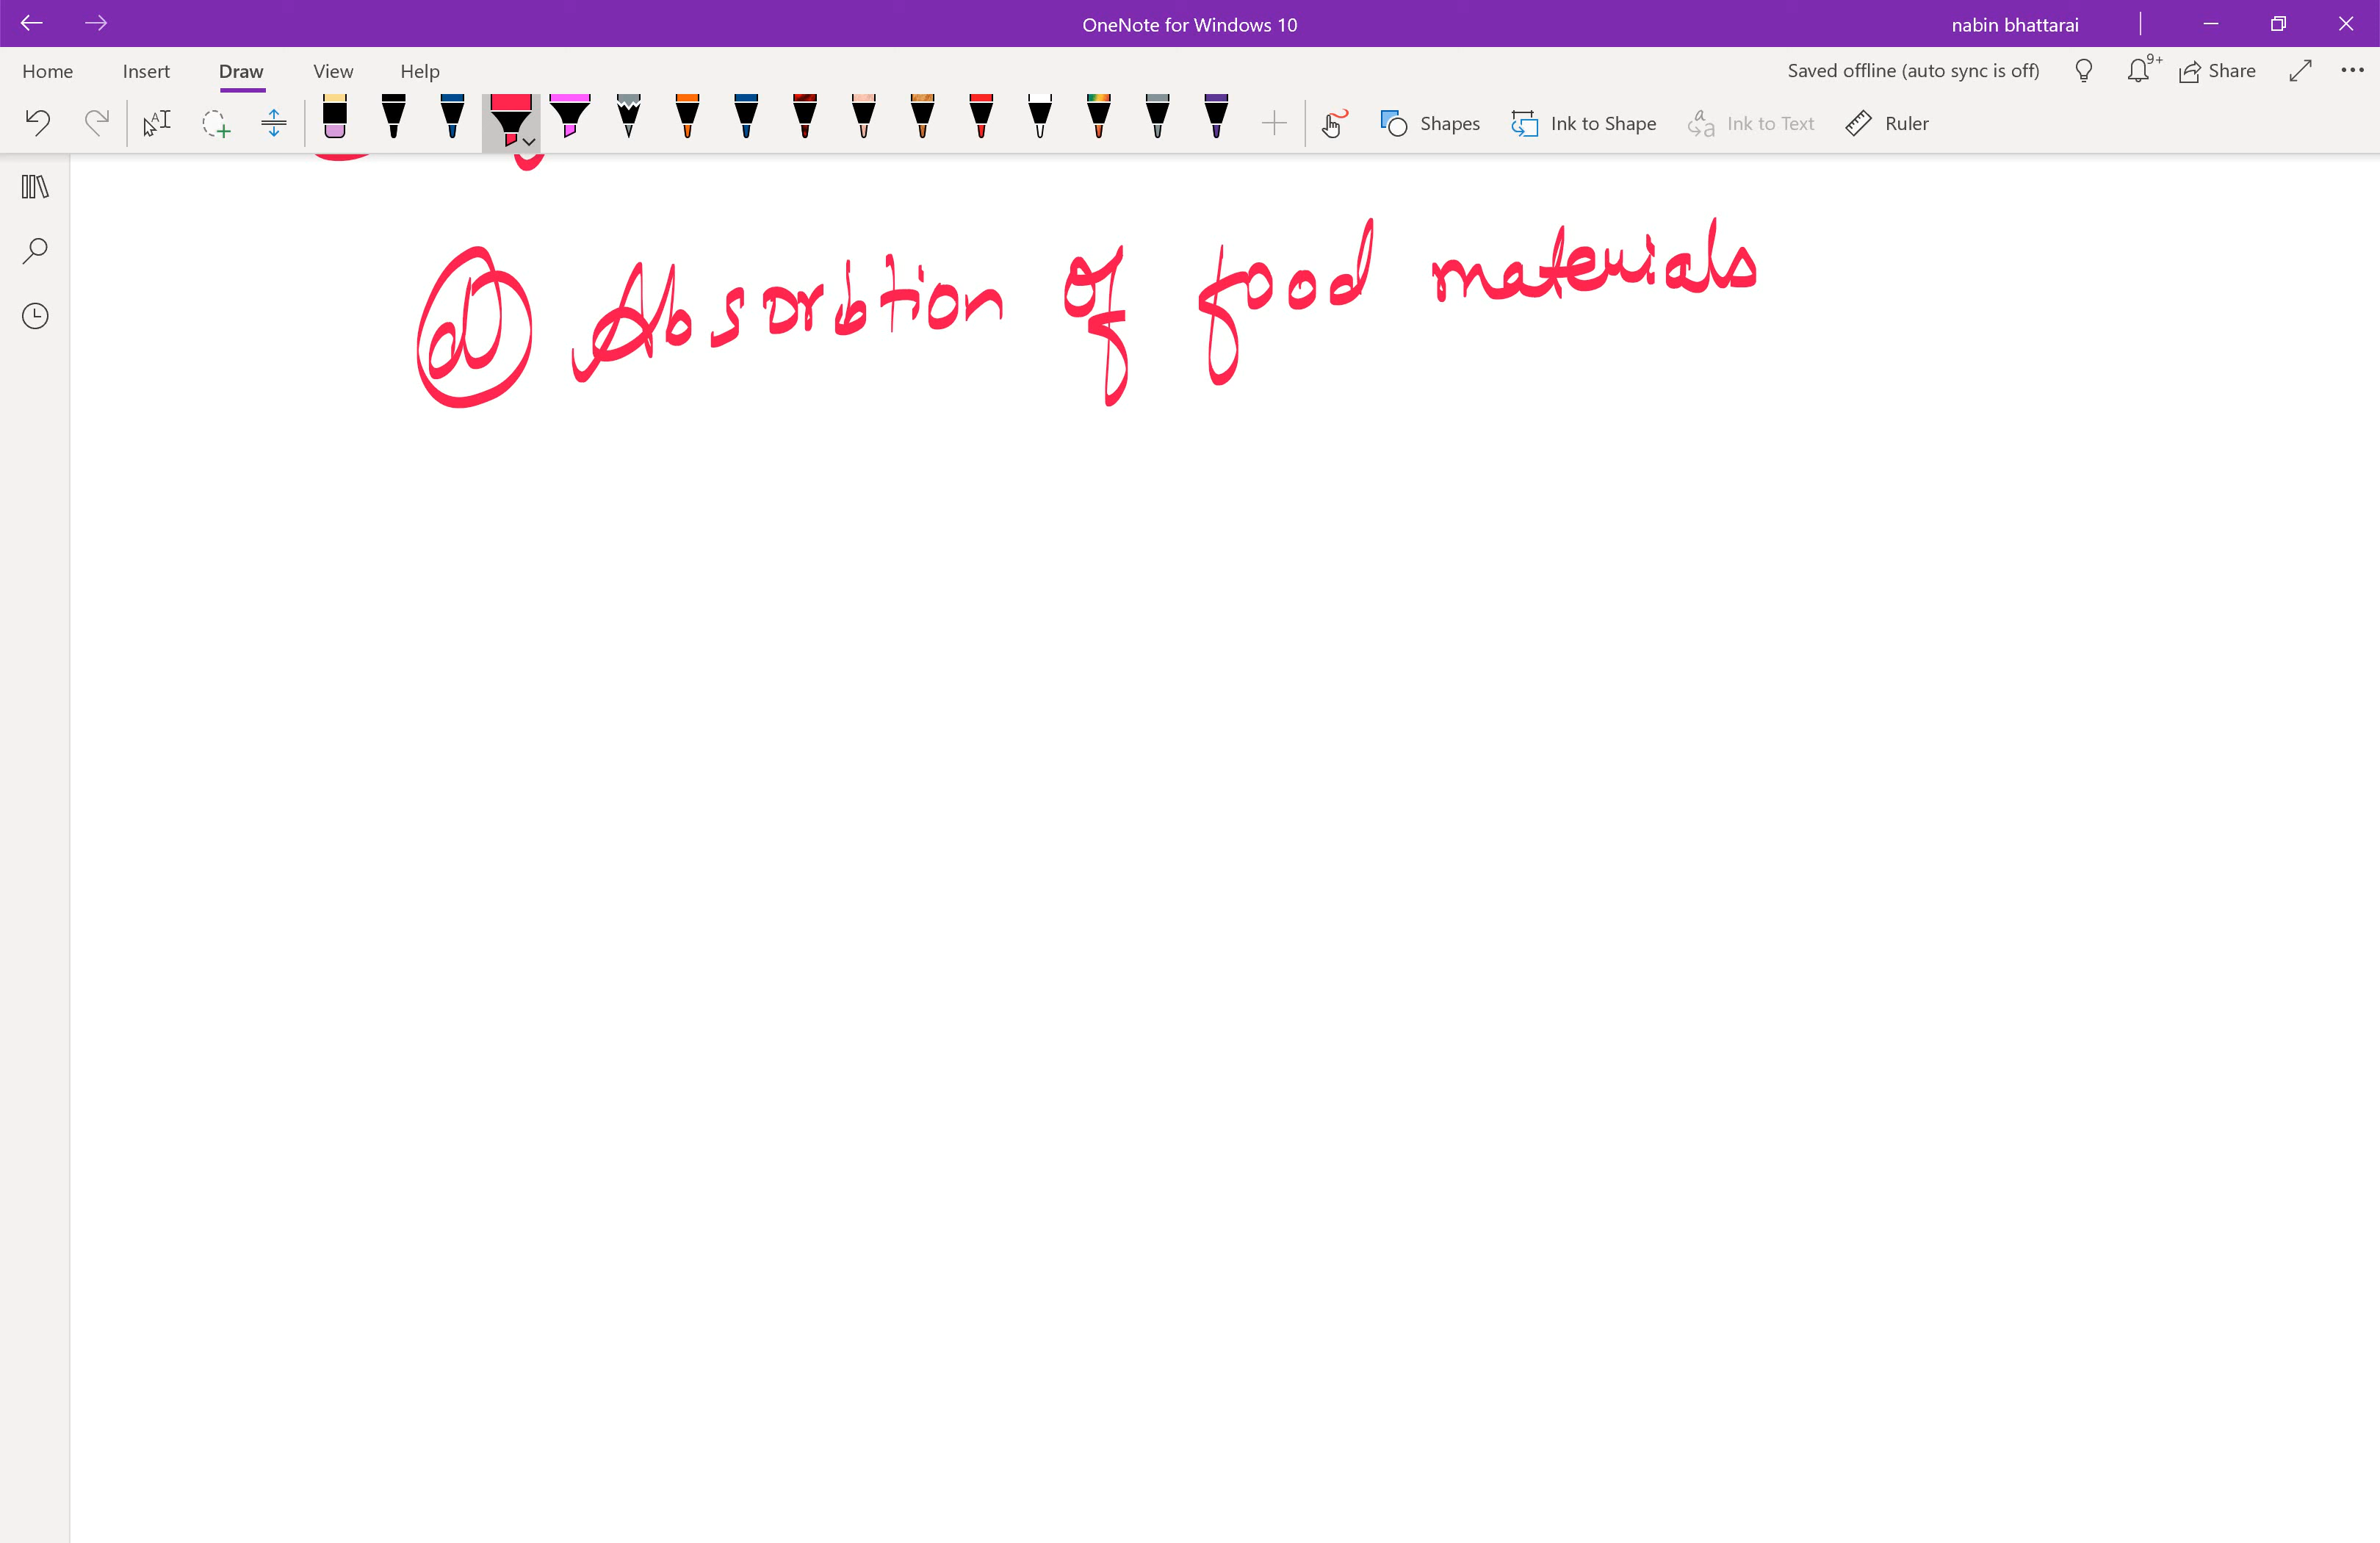 OneNote for Windows 10
nabin bhattarai
Home Insert Draw View Help
Saved offline (auto sync is off) 9+ Share
Shapes Ink to Shape Ink to Text Ruler
d Absorbtion of food materials